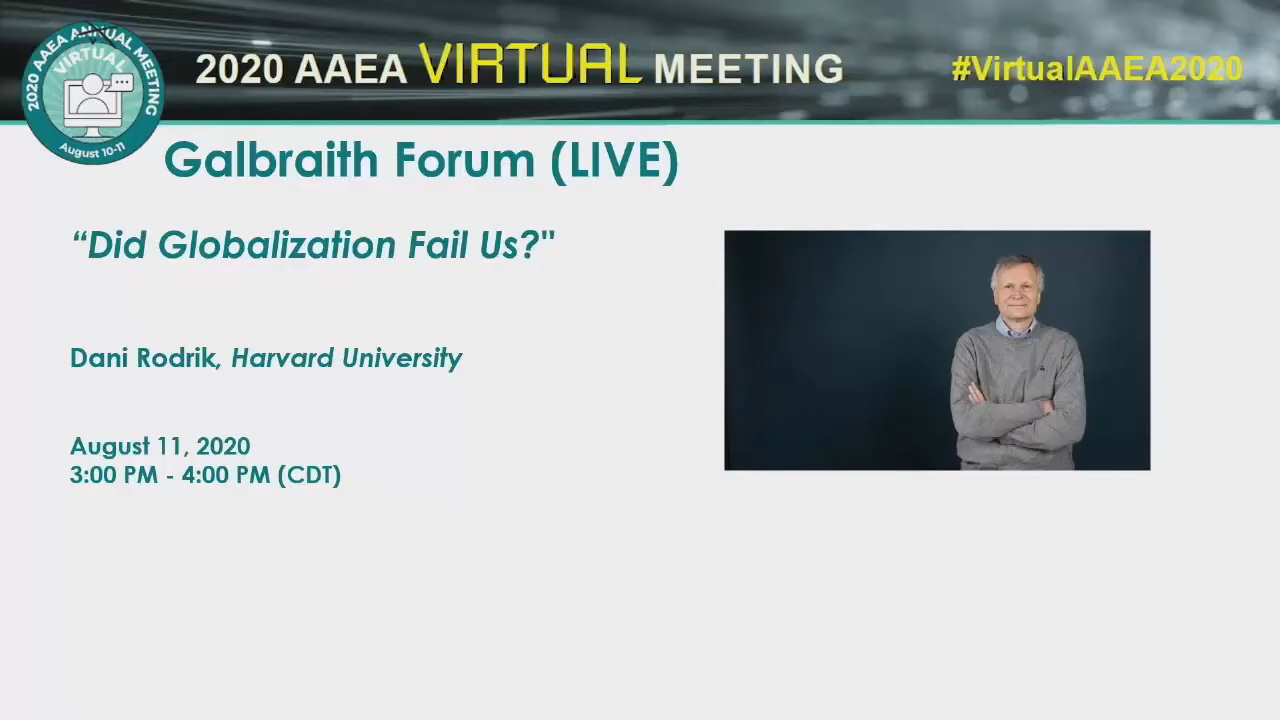 2020 AAEA ANNUAL MEETING
VIRTUAL
August 10-11
2020 AAEA VIRTUAL MEETING
#VirtualAAEA2020
Galbraith Forum (LIVE)
“Did Globalization Fail Us?"
Dani Rodrik, Harvard University
August 11, 2020
3:00 PM - 4:00 PM (CDT)